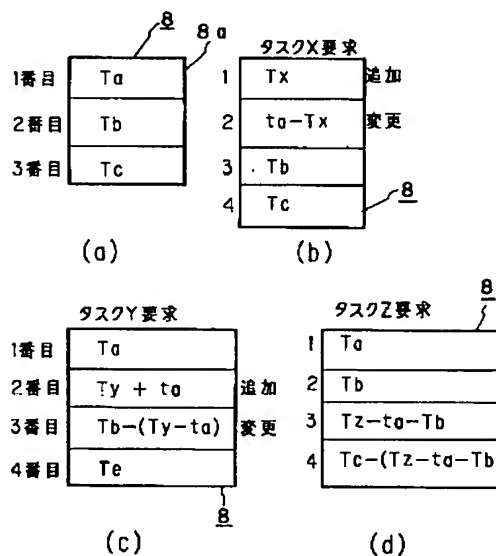 8
8a
1番目 Ta
2番目 Tb
3番目 Tc
(a)
タスクX要求
1 Tx 追加
2 ta-Tx 変更
3 Tb
4 Tc
8
(b)
タスクY要求
1番目 Ta
2番目 Ty + ta 追加
3番目 Tb-(Ty-ta) 変更
4番目 Te
8
(c)
8
タスクZ要求
1 Ta
2 Tb
3 Tz-ta-Tb
4 Tc-(Tz-ta-Tb
(d)